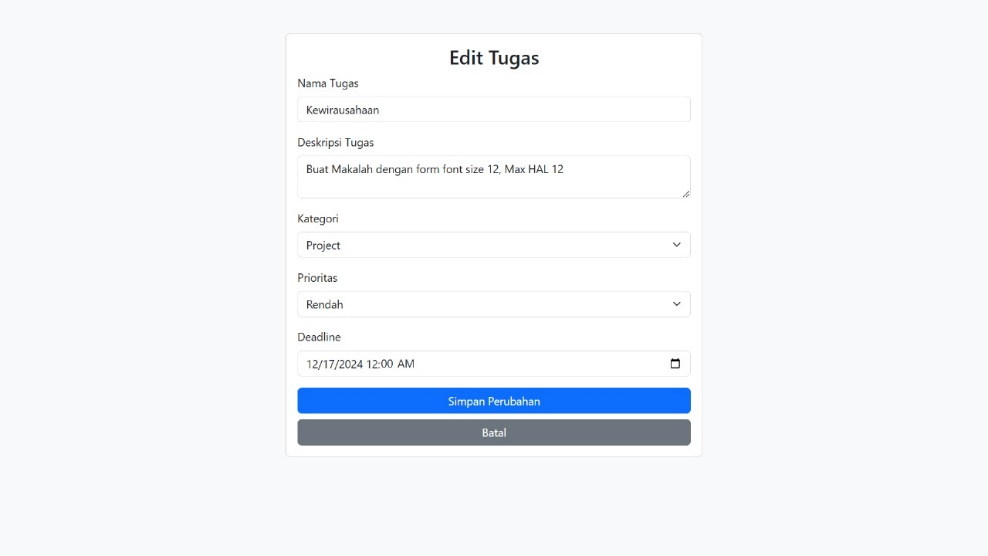 Edit Tugas
Nama Tugas
Kewirausahaan
Deskripsi Tugas
Buat Makalah dengan form font size 12, Max HAL 12
Kategori
Project
Prioritas
Rendah
Deadline
12/17/2024 12:00 AM
Simpan Perubahan
Batal